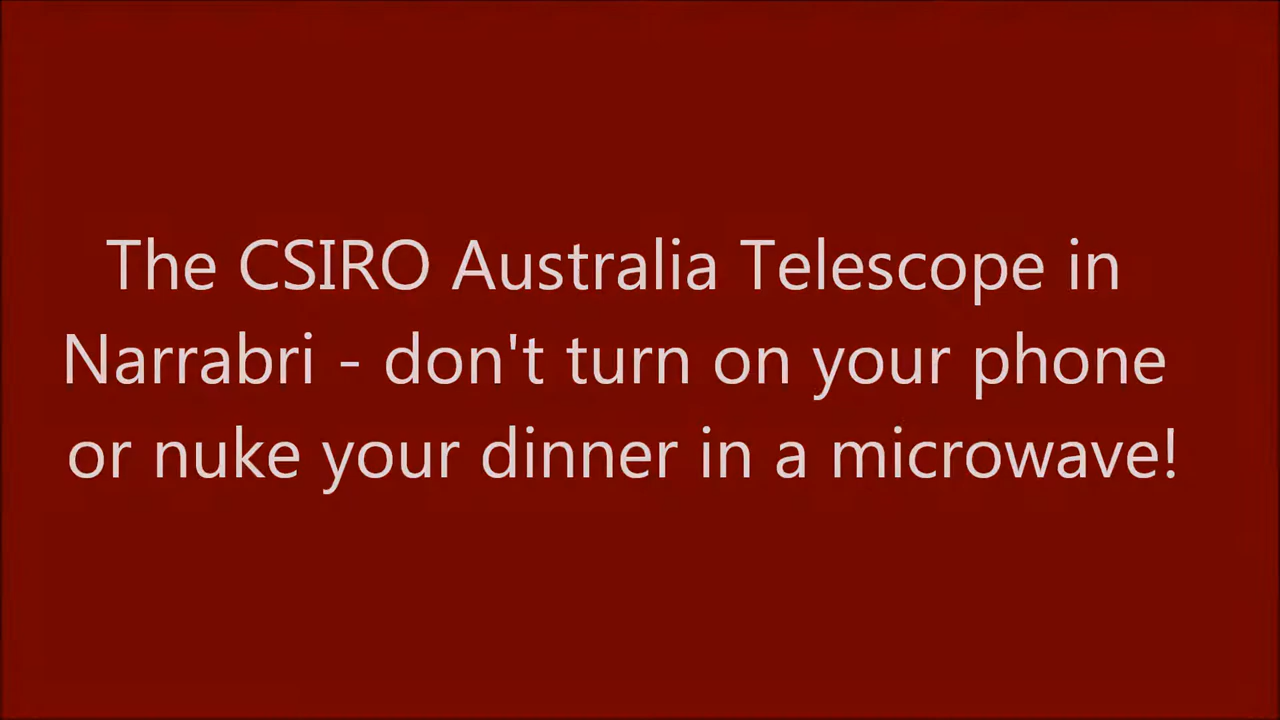 The CSIRO Australia Telescope in
Narrabri - don't turn on your phone
or nuke your dinner in a microwave!